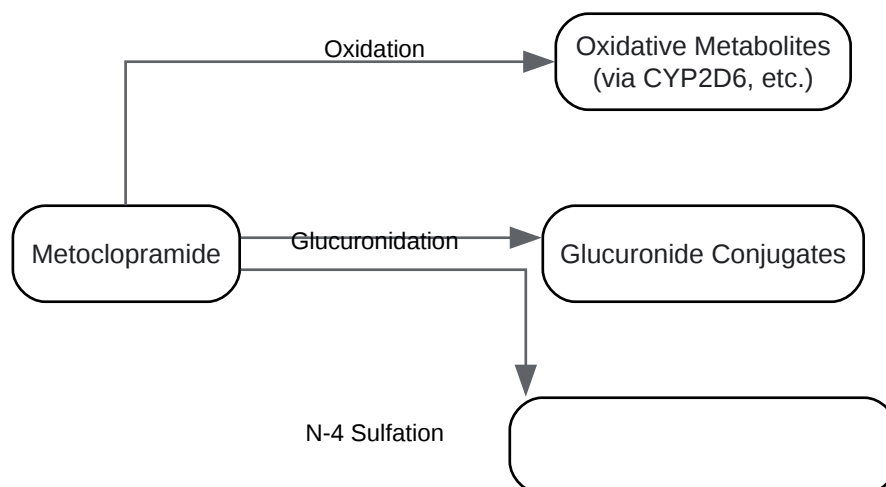 Oxidation
Oxidative Metabolites
(via CYP2D6, etc.)
Metoclopramide
Glucuronidation
Glucuronide Conjugates
N-4 Sulfation